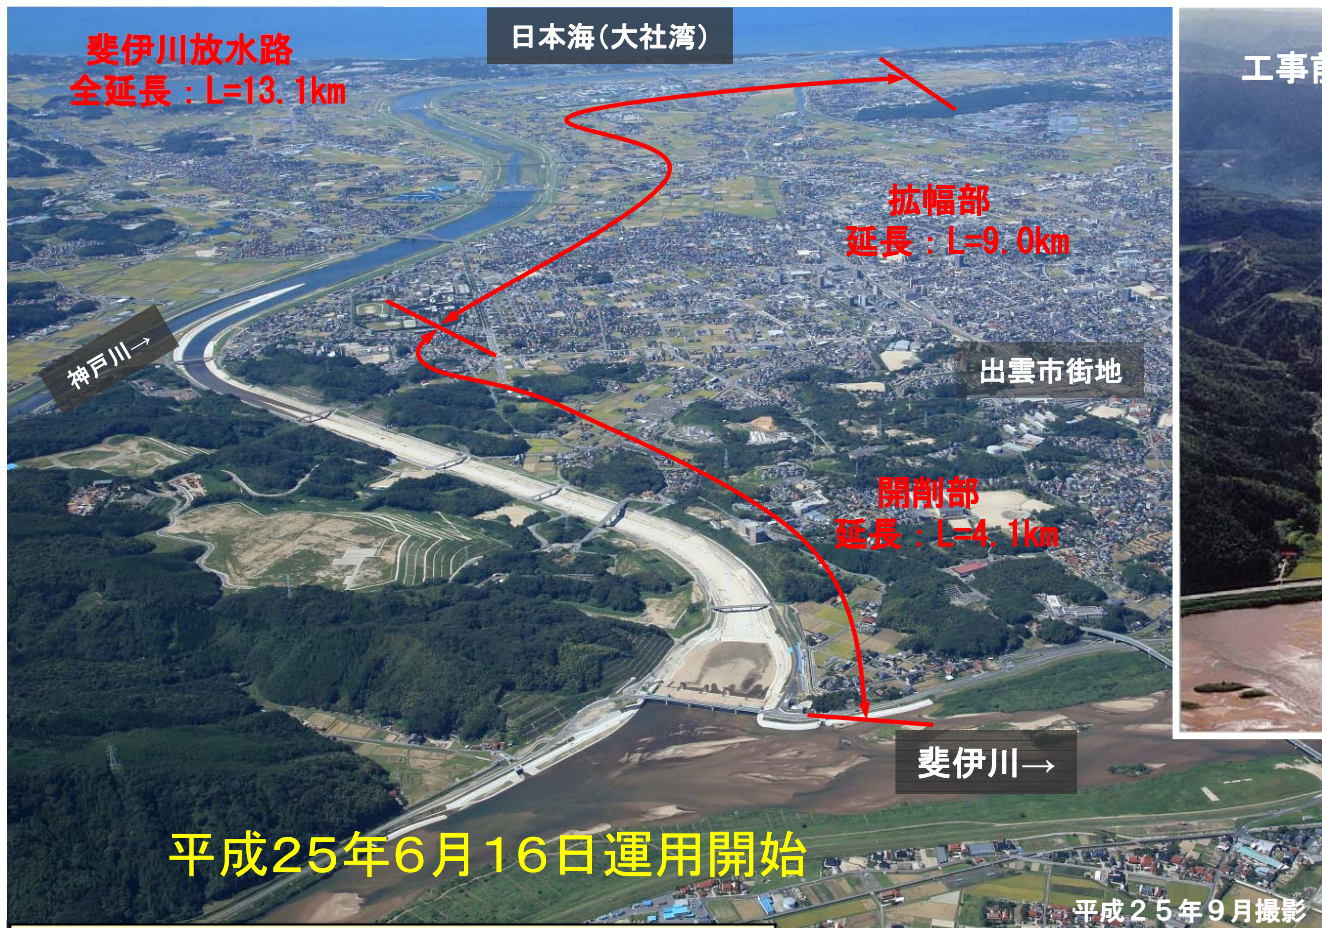 斐伊川放水路
全延長：L=13.1km
日本海（大社湾）
工事前
拡幅部
延長：L=9.0km
神戸川→
出雲市街地
開削部
延長：L=4.1km
斐伊川→
平成25年6月16日運用開始
平成25年9月撮影